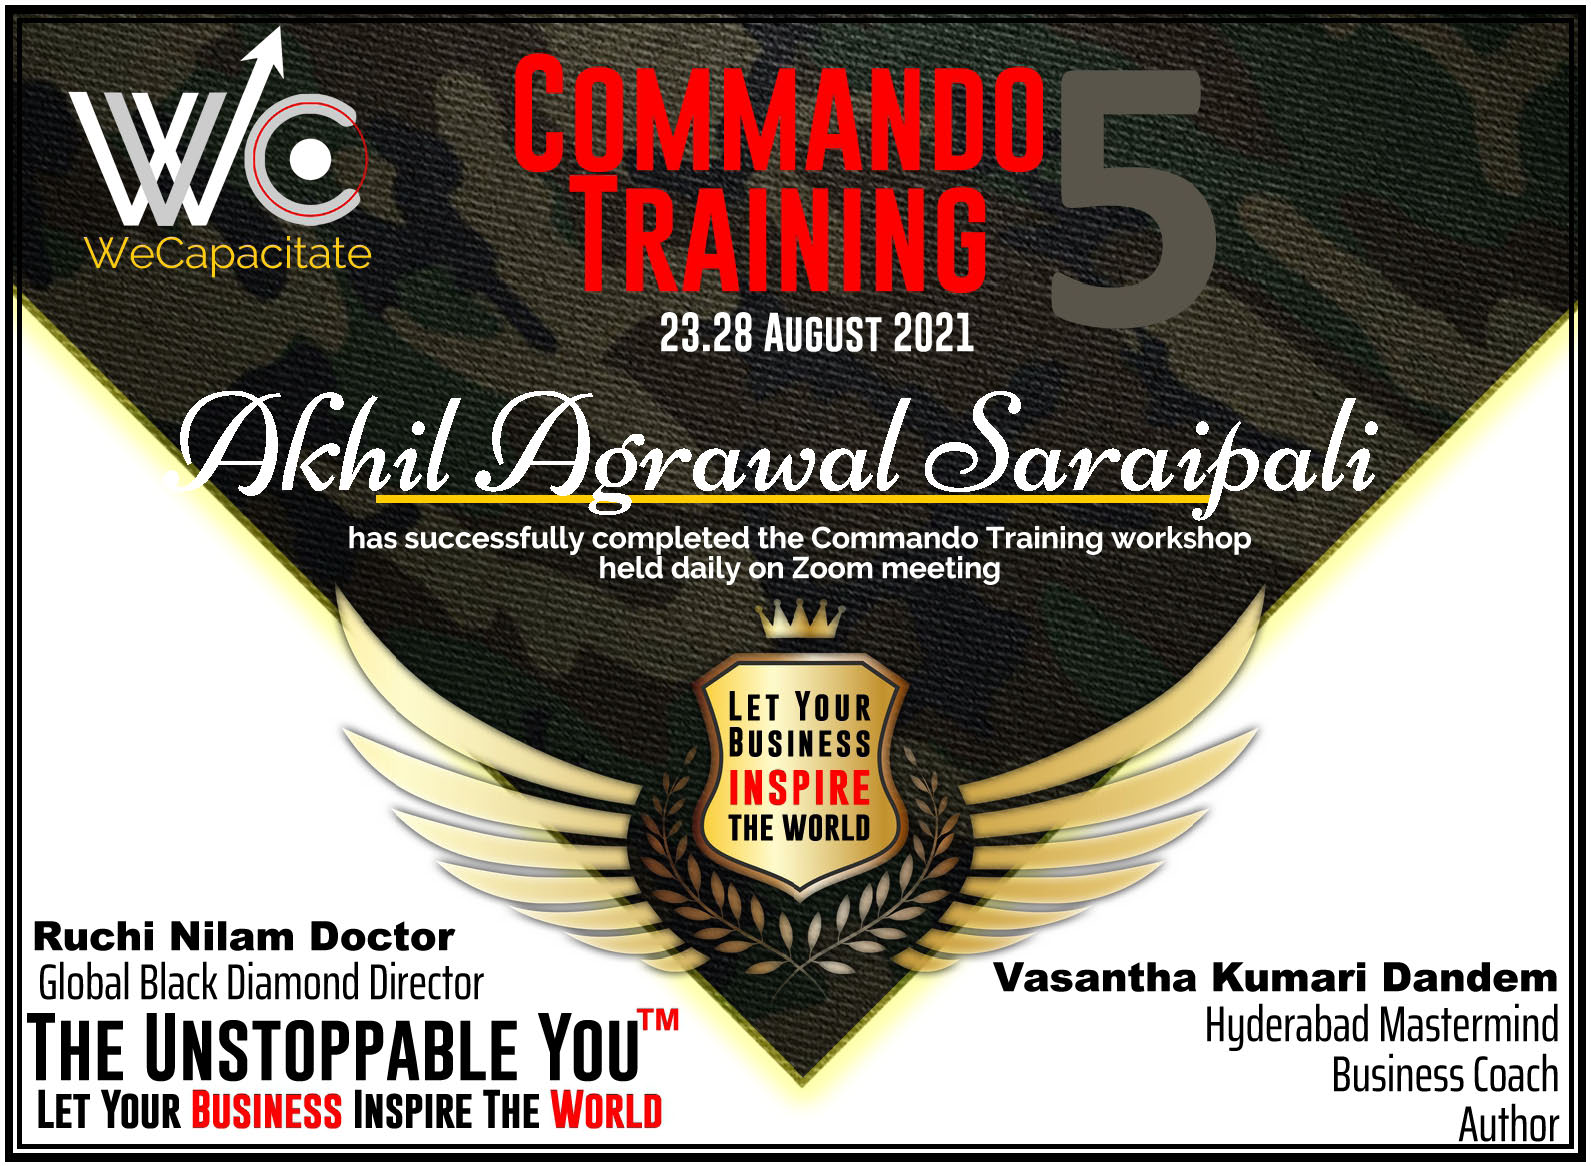 WC
WeCapacitate
COMMANDO 5
TRAINING
23.28 AUGUST 2021
Akhil Agrawal Saraipali
has successfully completed the Commando Training workshop
held daily on Zoom meeting
LET YOUR
BUSINESS
INSPIRE
THE WORLD
Ruchi Nilam Doctor
Global Black Diamond Director
THE UNSTOPPABLE YOU™
LET YOUR BUSINESS INSPIRE THE WORLD
Vasantha Kumari Dandem
Hyderabad Mastermind
Business Coach
Author